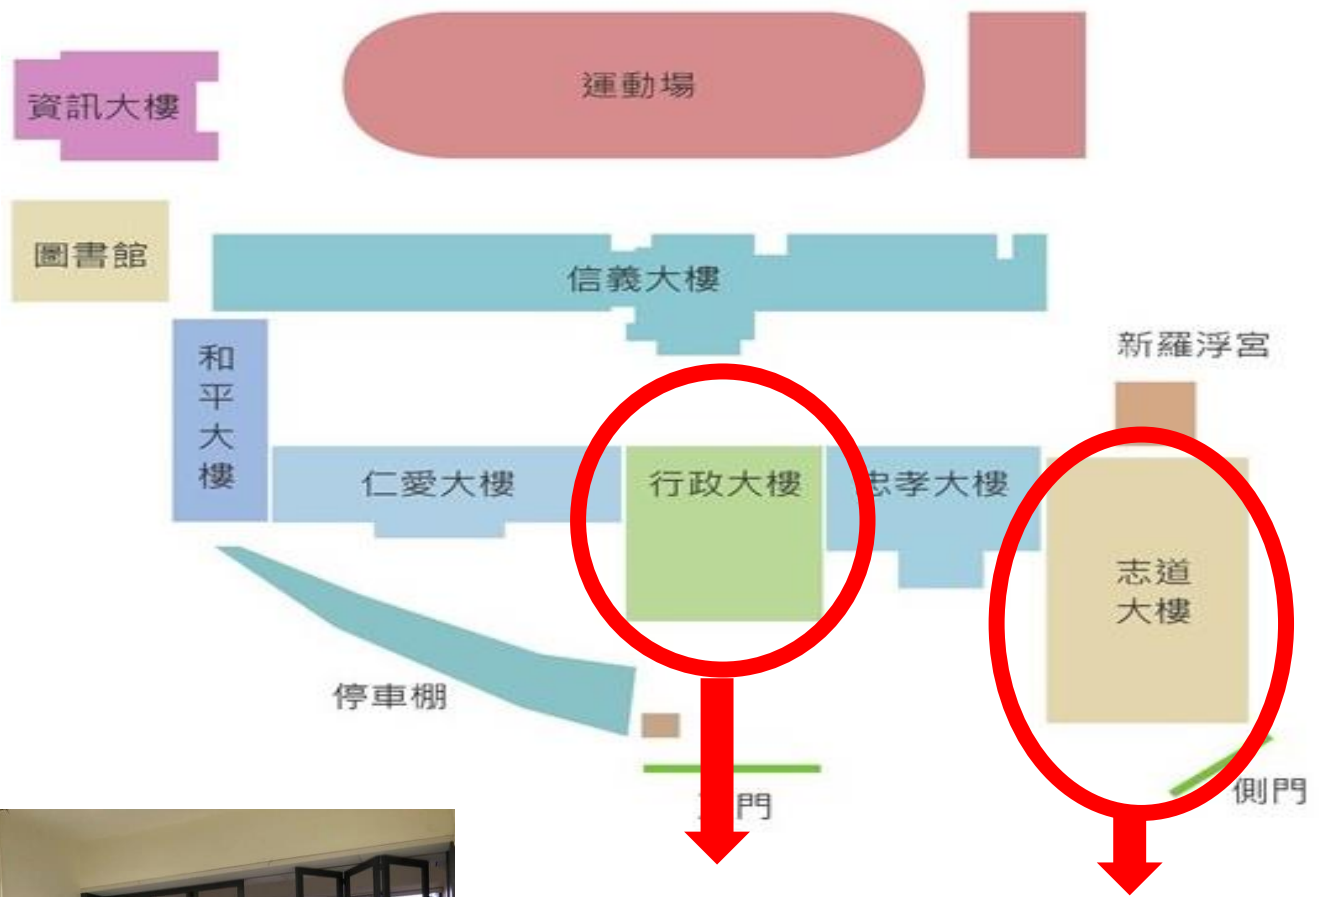 運動場
資訊大樓
圖書館
信義大樓
新羅浮宮
和
平
大
樓
仁愛大樓
行政大樓
忠孝大樓
志道
大樓
停車棚
門
側門